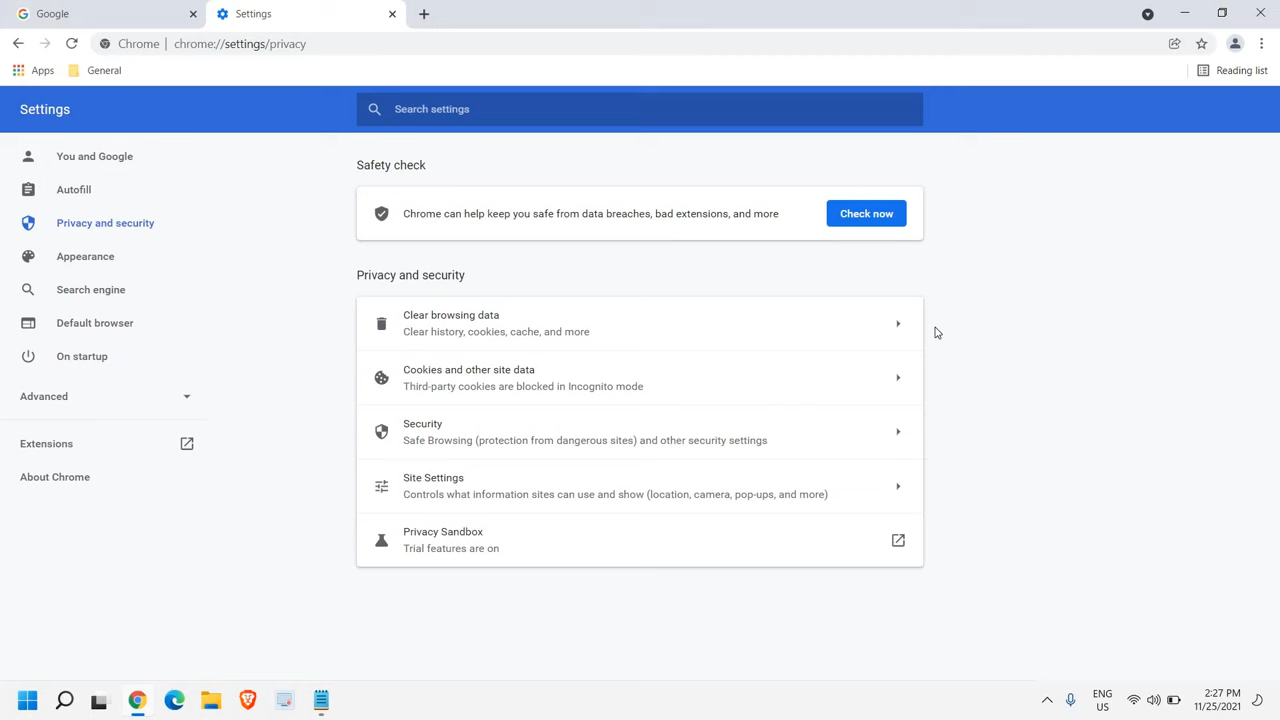 Google
Settings
Chrome | chrome://settings/privacy
Apps
General
Reading list
Settings
Search settings
You and Google
Autofill
Privacy and security
Appearance
Search engine
Default browser
On startup
Advanced
Extensions
About Chrome
Safety check
Chrome can help keep you safe from data breaches, bad extensions, and more
Check now
Privacy and security
Clear browsing data
Clear history, cookies, cache, and more
Cookies and other site data
Third-party cookies are blocked in Incognito mode
Security
Safe Browsing (protection from dangerous sites) and other security settings
Site Settings
Controls what information sites can use and show (location, camera, pop-ups, and more)
Privacy Sandbox
Trial features are on
ENG
US
2:27 PM
11/25/2021